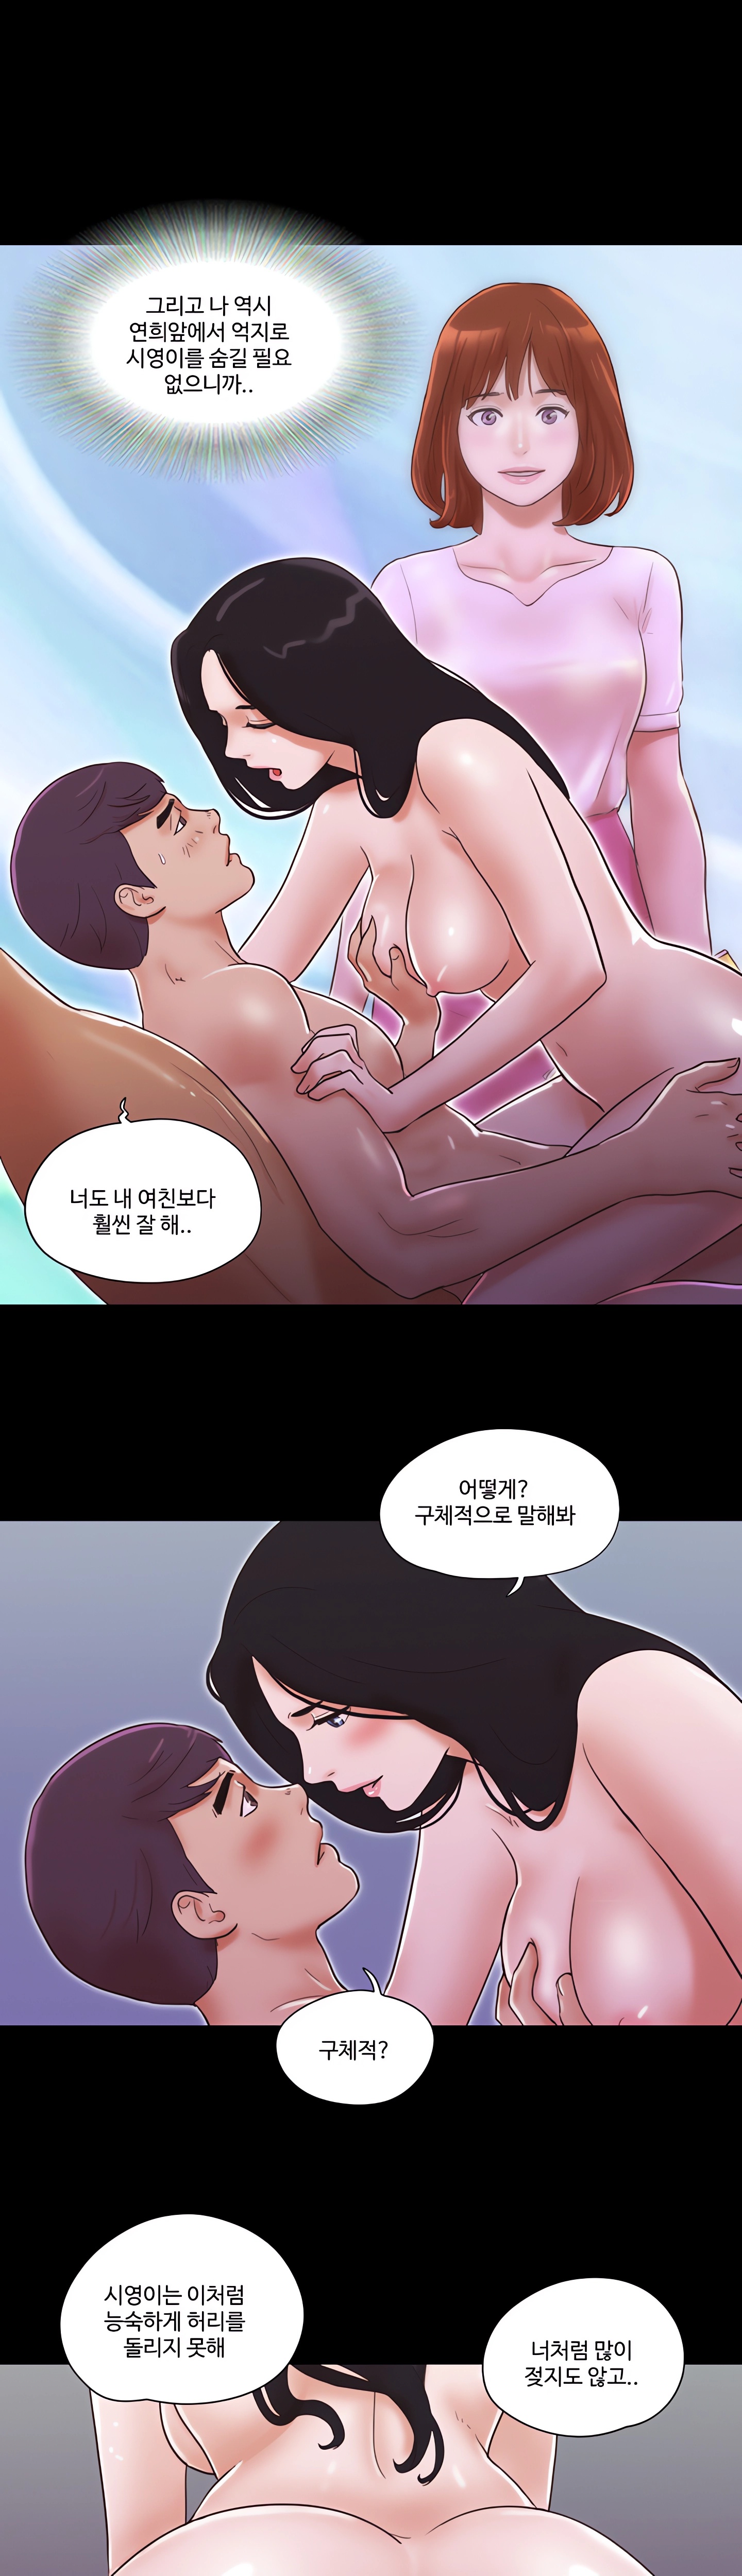 그리고 나 역시
연희앞에서 억지로
시영이를 숨길 필요
없으니까..
너도 내 여친보다
훨씬 잘 해..
어떻게?
구체적으로 말해봐
구체적?
시영이는 이처럼
능숙하게 허리를
돌리지 못해
너처럼 많이
젖지도 않고..